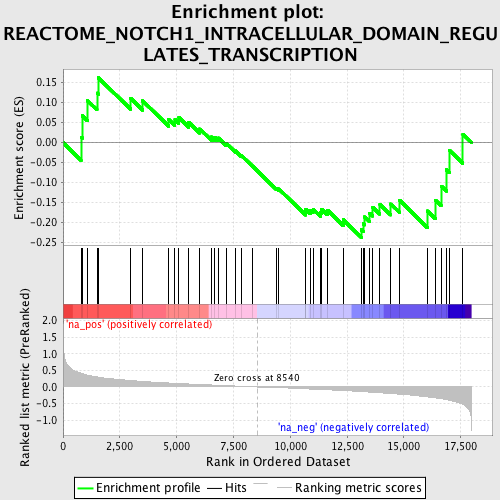 Enrichment plot:
REACTOME_NOTCH1_INTRACELLULAR_DOMAIN_REGU
LATES_TRANSCRIPTION
Enrichment score (ES)
0.15
0.10
0.05
0.00
-0.05
-0.10
-0.15
-0.20
-0.25
'na_pos' (positively correlated)
Ranked list metric (PreRanked)
2.0
1.5
1.0
0.5
0.0
-0.5
-1.0
Zero cross at 8540
'na_neg' (negatively correlated)
0
2,500
5,000
7,500
10,000
12,500
15,000
17,500
Rank in Ordered Dataset
Enrichment profile
Hits
Ranking metric scores